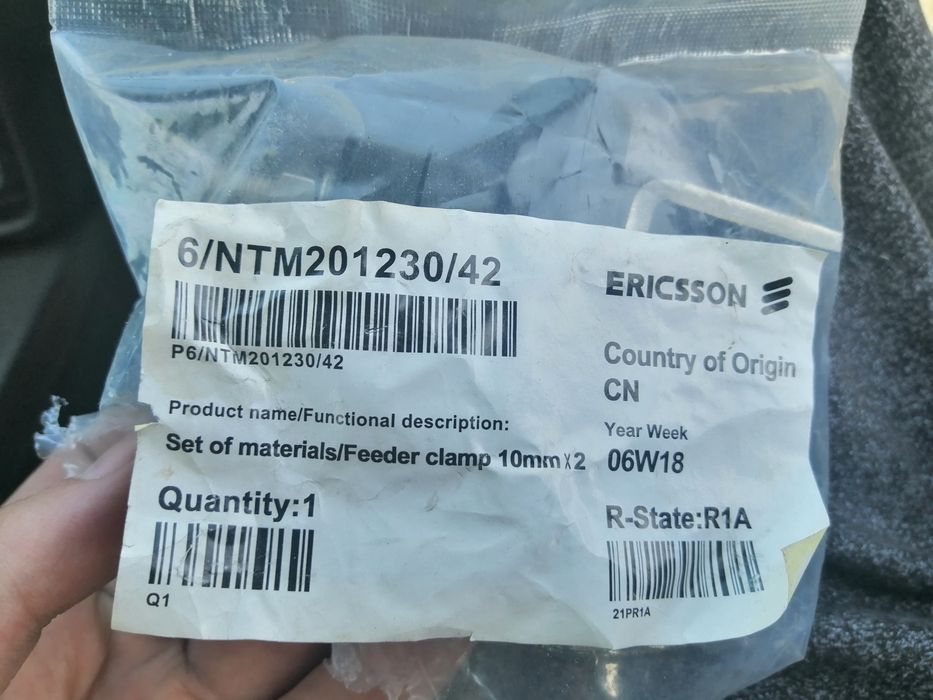 6/NTM201230/42
P6/NTM201230/42
ERICSSON
Country of Origin
CN
Product name/Functional description:
Set of materials/Feeder clamp 10mm x2
Year Week
06W18
Quantity:1
Q1
R-State:R1A
21PR1A